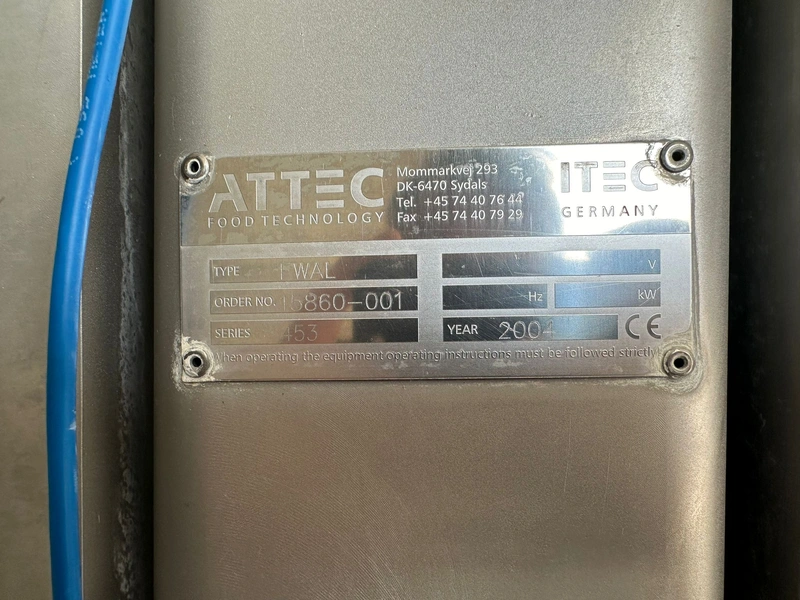 ATTEC
FOOD TECHNOLOGY
Mommarkvej 293
DK-6470 Sydals
Tel. +45 74 40 76 44
Fax +45 74 40 79 29
ITEC
GERMANY
TYPE
V
ORDER NO. 15860-001
Hz kW
SERIES 453
YEAR 2004 CE
When operating the equipment operating instructions must be followed strictly